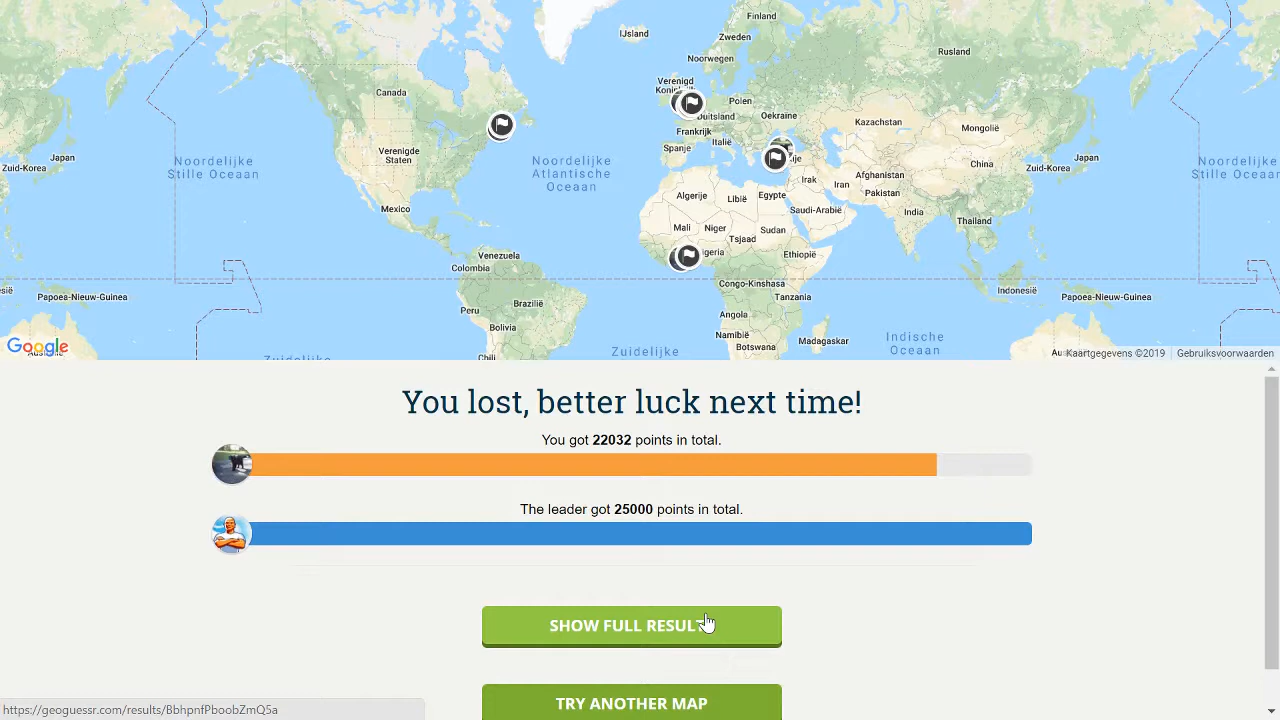 Finland
IJsland
Zweden
Rusland
Noorwegen
Canada
Verenigd
Polen
Duitsland
Oekraïne
Kazachstan
Mongolië
Frankrijk
Italië
Spanje
Japan
Zuid-Korea
Verenigde
Staten
Noordelijke
Stille Oceaan
Noordelijke
Atlantische
Oceaan
Irak
Iran
Afghanistan
Pakistan
China
Zuid-Korea
Japan
Noordelijke
Stille Oceaan
Algerije
Libië
Egypte
Saoedi-Arabië
India
Thailand
Mexico
Mali
Niger
Tsjaad
Sudan
Ethiopië
Venezuela
Colombia
Congo-Kinshasa
Tanzania
Indonesië
Papoea-Nieuw-Guinea
Papoea-Nieuw-Guinea
Peru
Brazilië
Bolivia
Angola
Namibië
Botswana
Madagaskar
Indische
Oceaan
Chili
Zuidelijke
Zuidelijke
Google
Kaartgegevens ©2019
Gebruiksvoorwaarden
You lost, better luck next time!
You got 22032 points in total.
The leader got 25000 points in total.
SHOW FULL RESULT
TRY ANOTHER MAP
https://geoguessr.com/results/BbhpnfPboobZmQ5a